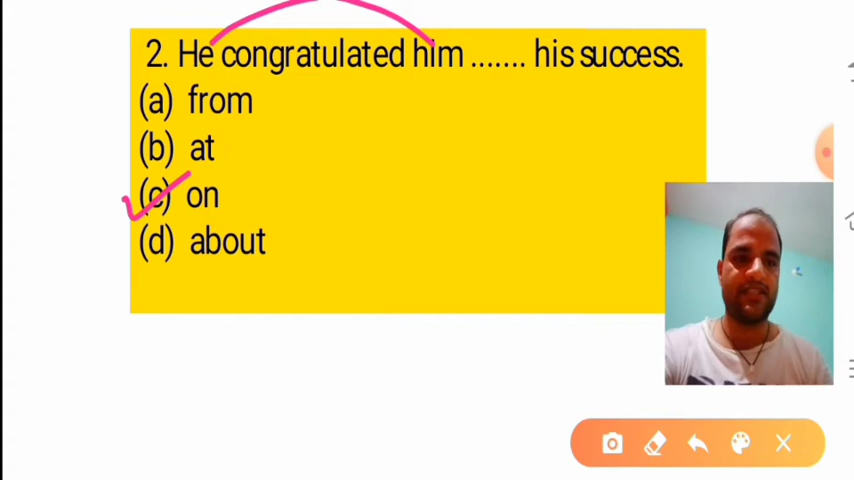 2. He congratulated him ....... his success.
(a) from
(b) at
(c) on
(d) about